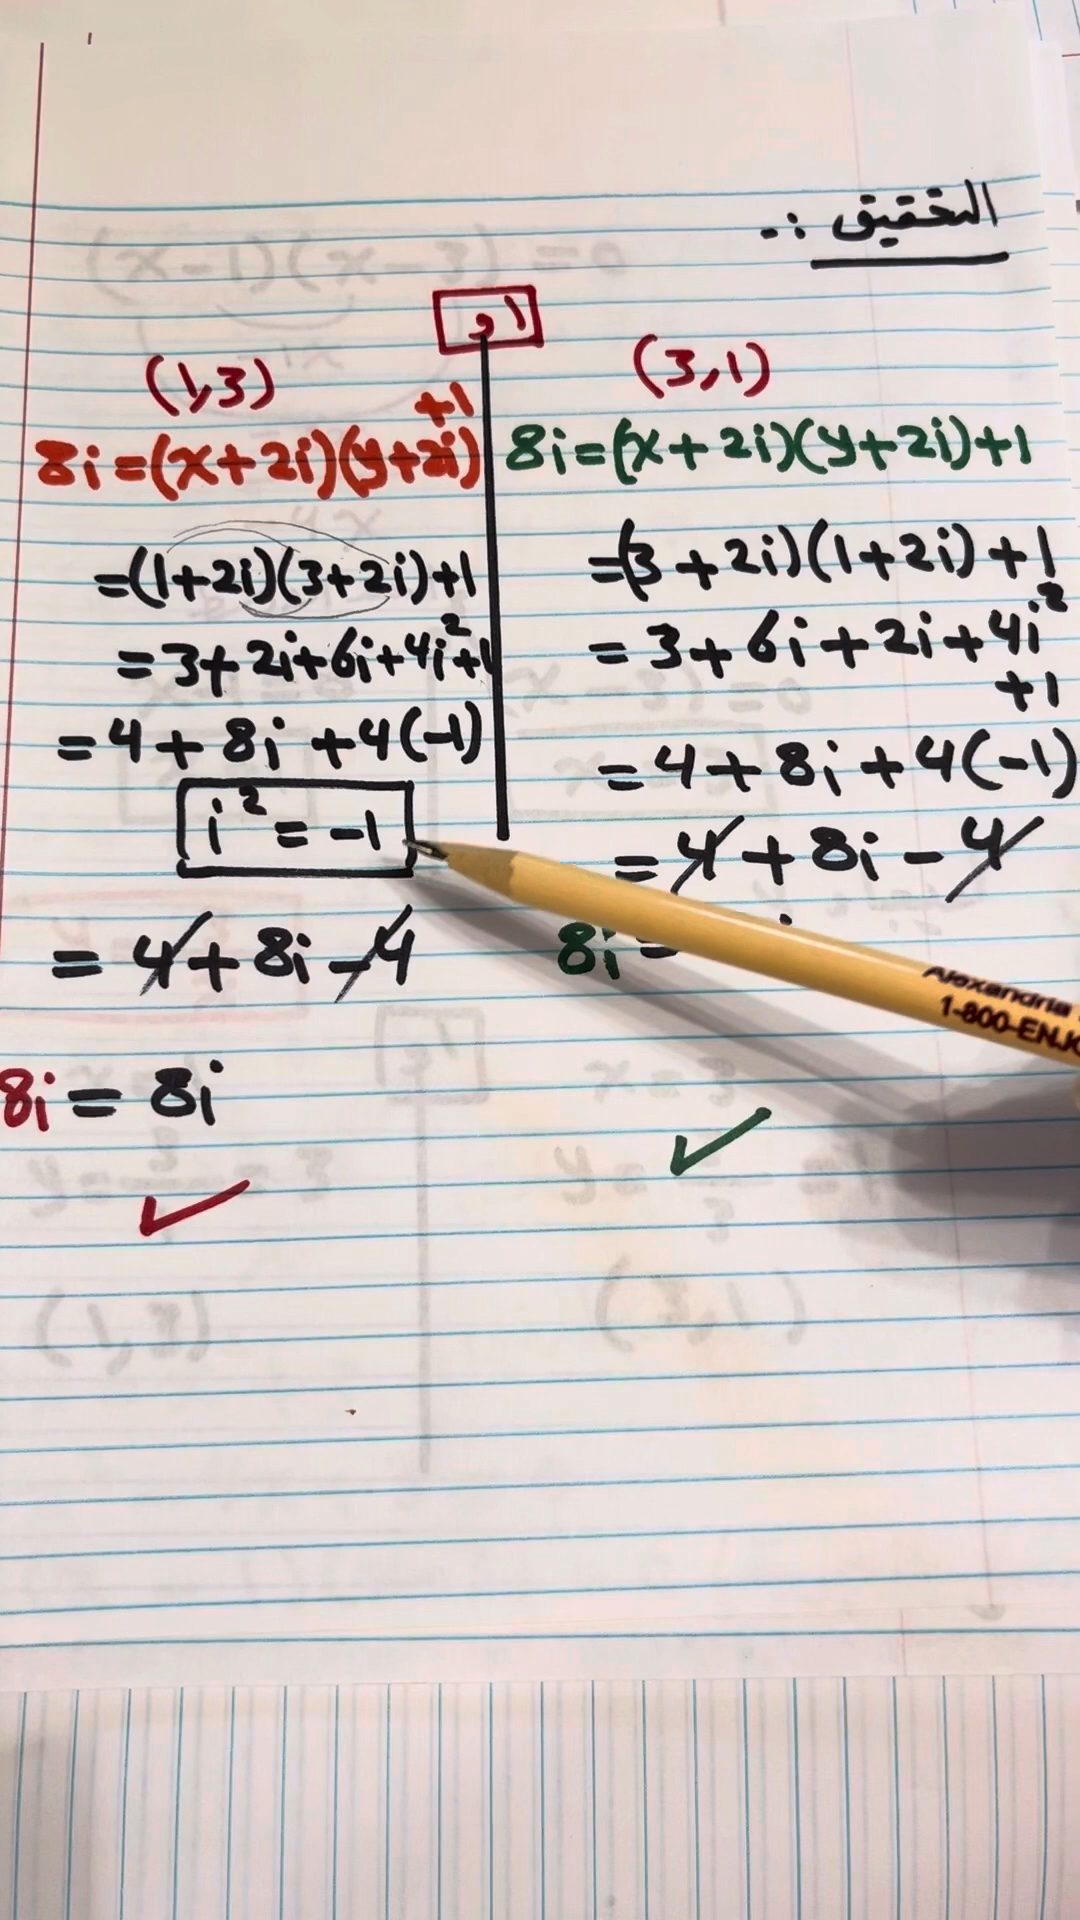 التحقيق :-
او
(1,3)
+1
8i=(x+2i)(y+2i)
=(1+2i)(3+2i)+1
=3+2i+6i+4i²+1
=4+8i+4(-1)
i²=-1
=4+8i-4
8i=8i
(3,1)
8i=(x+2i)(y+2i)+1
=(3+2i)(1+2i)+1
=3+6i+2i+4i²
+1
=4+8i+4(-1)
=4+8i-4
8i=
Alexandria
1-800-ENJ